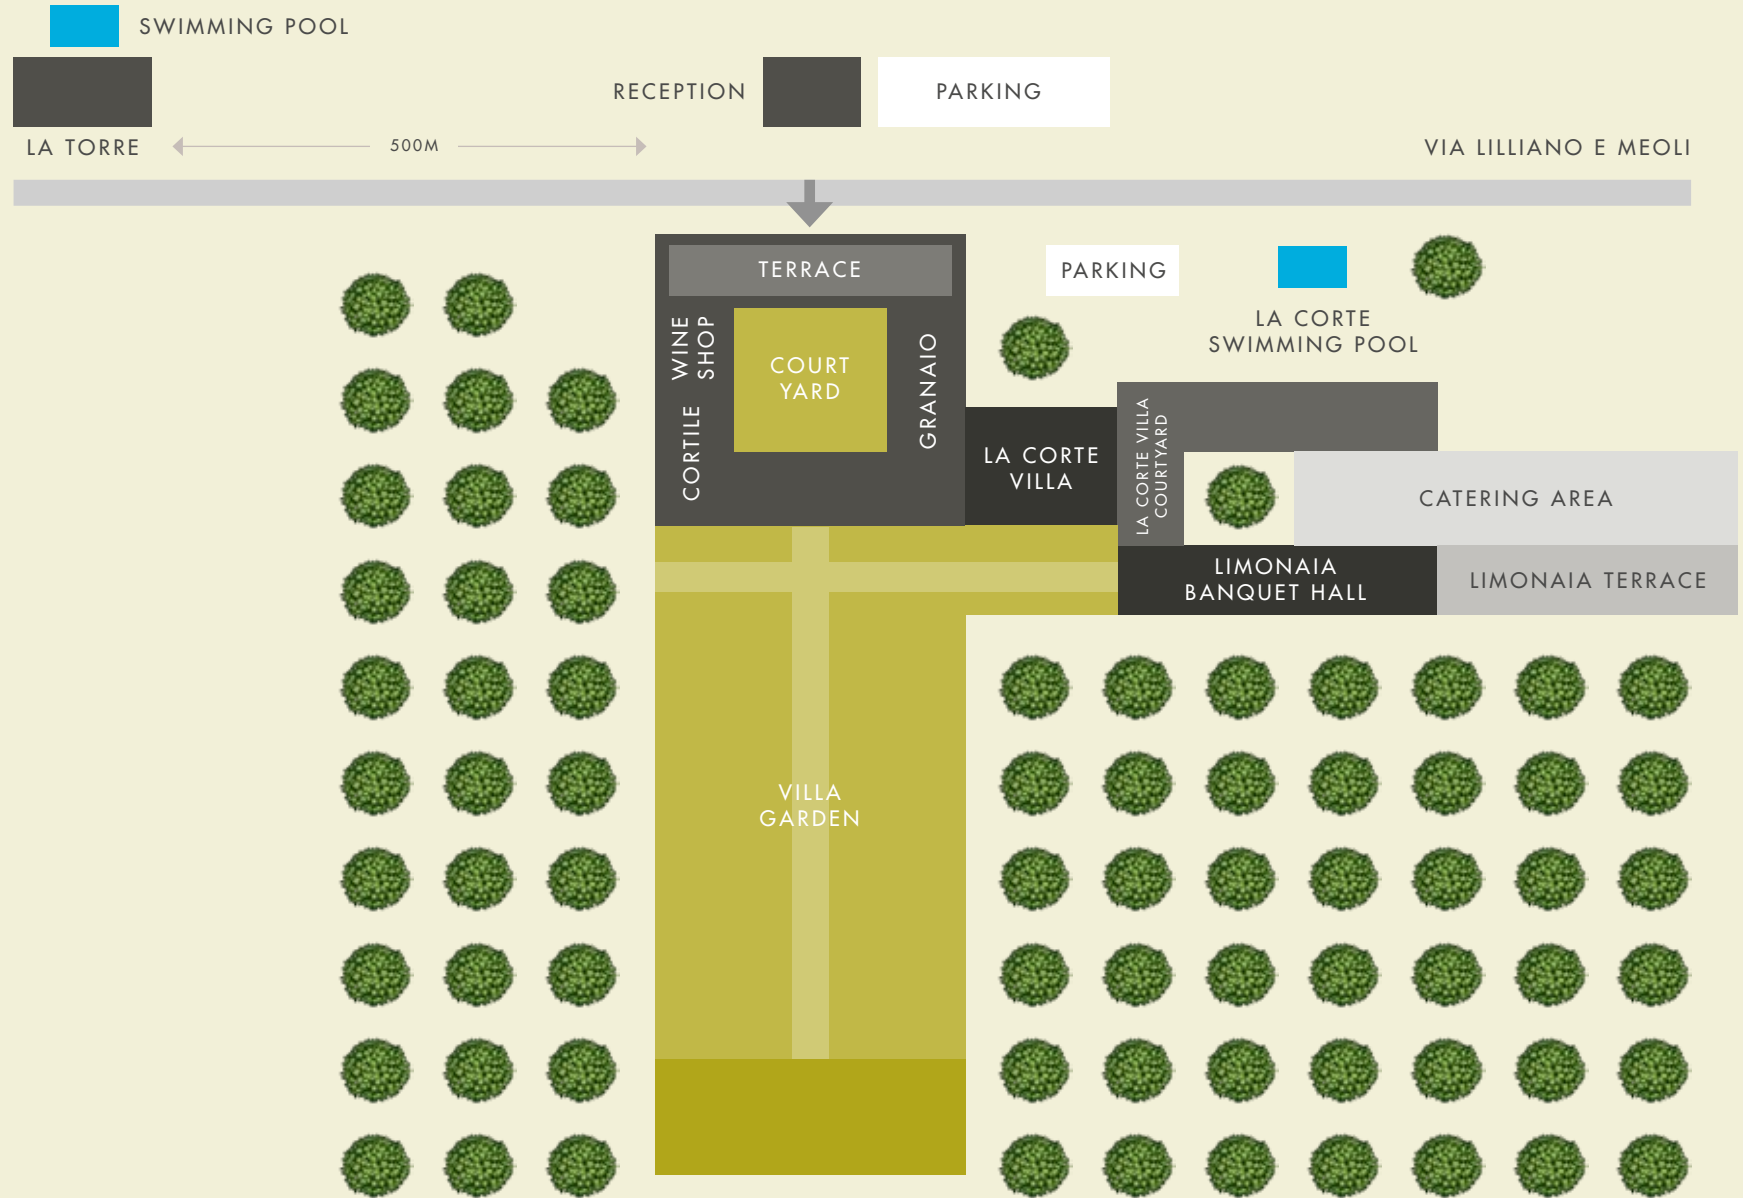 SWIMMING POOL
RECEPTION
PARKING
LA TORRE
500M
VIA LILLIANO E MEOLI
TERRACE
PARKING
LA CORTE
SWIMMING POOL
WINE
SHOP
COURT
YARD
GRANAIO
CORTILE
LA CORTE
VILLA
LA CORTE VILLA
COURTYARD
CATERING AREA
LIMONAIA
BANQUET HALL
LIMONAIA TERRACE
VILLA
GARDEN